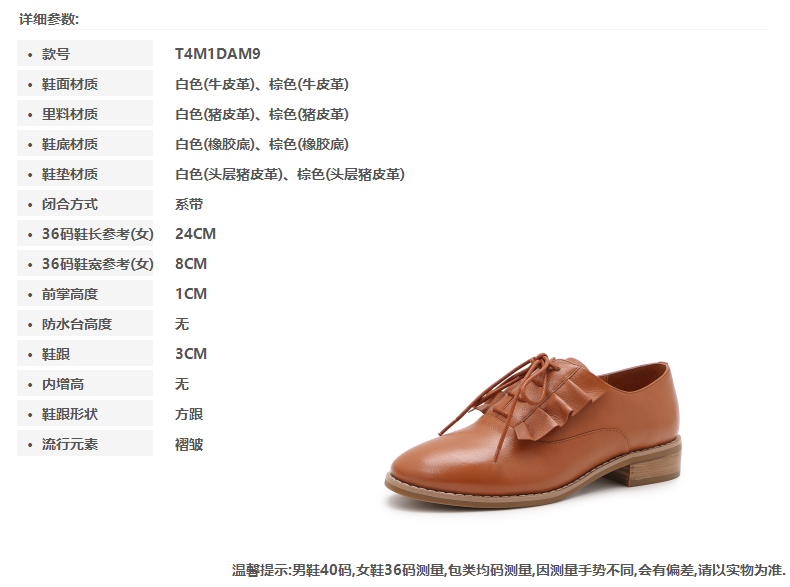 详细参数:
• 款号 T4M1DAM9
• 鞋面材质 白色(牛皮革)、棕色(牛皮革)
• 里料材质 白色(猪皮革)、棕色(猪皮革)
• 鞋底材质 白色(橡胶底)、棕色(橡胶底)
• 鞋垫材质 白色(头层猪皮革)、棕色(头层猪皮革)
• 闭合方式 系带
• 36码鞋长参考(女) 24CM
• 36码鞋宽参考(女) 8CM
• 前掌高度 1CM
• 防水台高度 无
• 鞋跟 3CM
• 内增高 无
• 鞋跟形状 方跟
• 流行元素 褶皱
温馨提示:男鞋40码,女鞋36码测量,包类均码测量,因测量手势不同,会有偏差,请以实物为准.